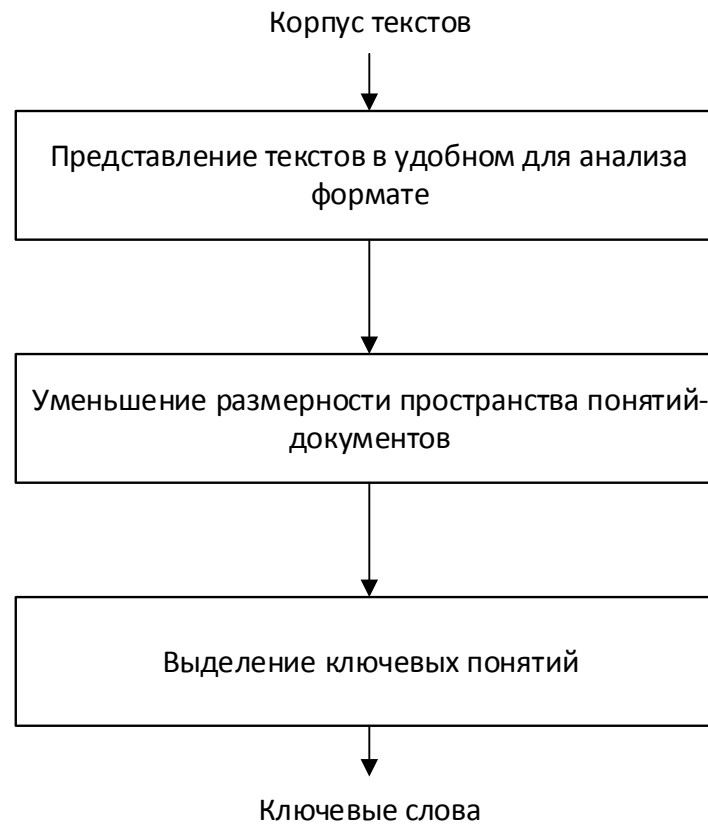 Корпус текстов
Представление текстов в удобном для анализа
формате
Уменьшение размерности пространства понятий-
документов
Выделение ключевых понятий
Ключевые слова